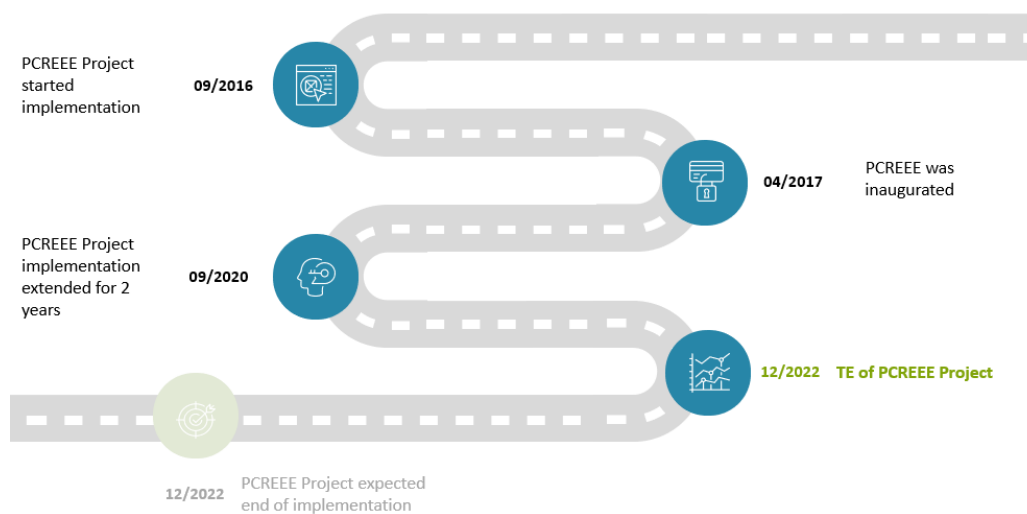 PCREEE Project
started
implementation
09/2016
04/2017
PCREEE was
inaugurated
PCREEE Project
implementation
extended for 2
years
09/2020
12/2022
TE of PCREEE Project
12/2022
PCREEE Project expected
end of implementation